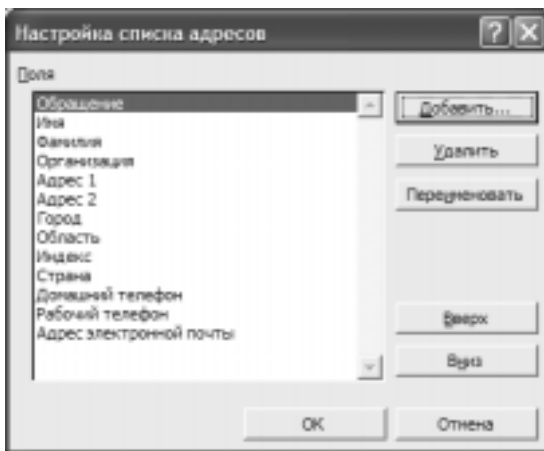 Настройка списка адресов
Поля
Обращение
Имя
Фамилия
Организация
Адрес 1
Адрес 2
Город
Область
Индекс
Страна
Домашний телефон
Рабочий телефон
Адрес электронной почты
Добавить...
Удалить
Переименовать
Вверх
Вниз
ОК
Отмена